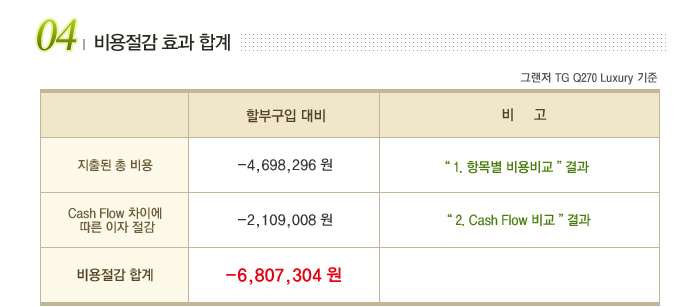 04 | 비용절감 효과 합계
그랜저 TG Q270 Luxury 기준
할부구입 대비
비 고
지출된 총 비용
-4,698,296 원
“ 1. 항목별 비용비교 ” 결과
Cash Flow 차이에
따른 이자 절감
-2,109,008 원
“ 2. Cash Flow 비교 ” 결과
비용절감 합계
-6,807,304 원